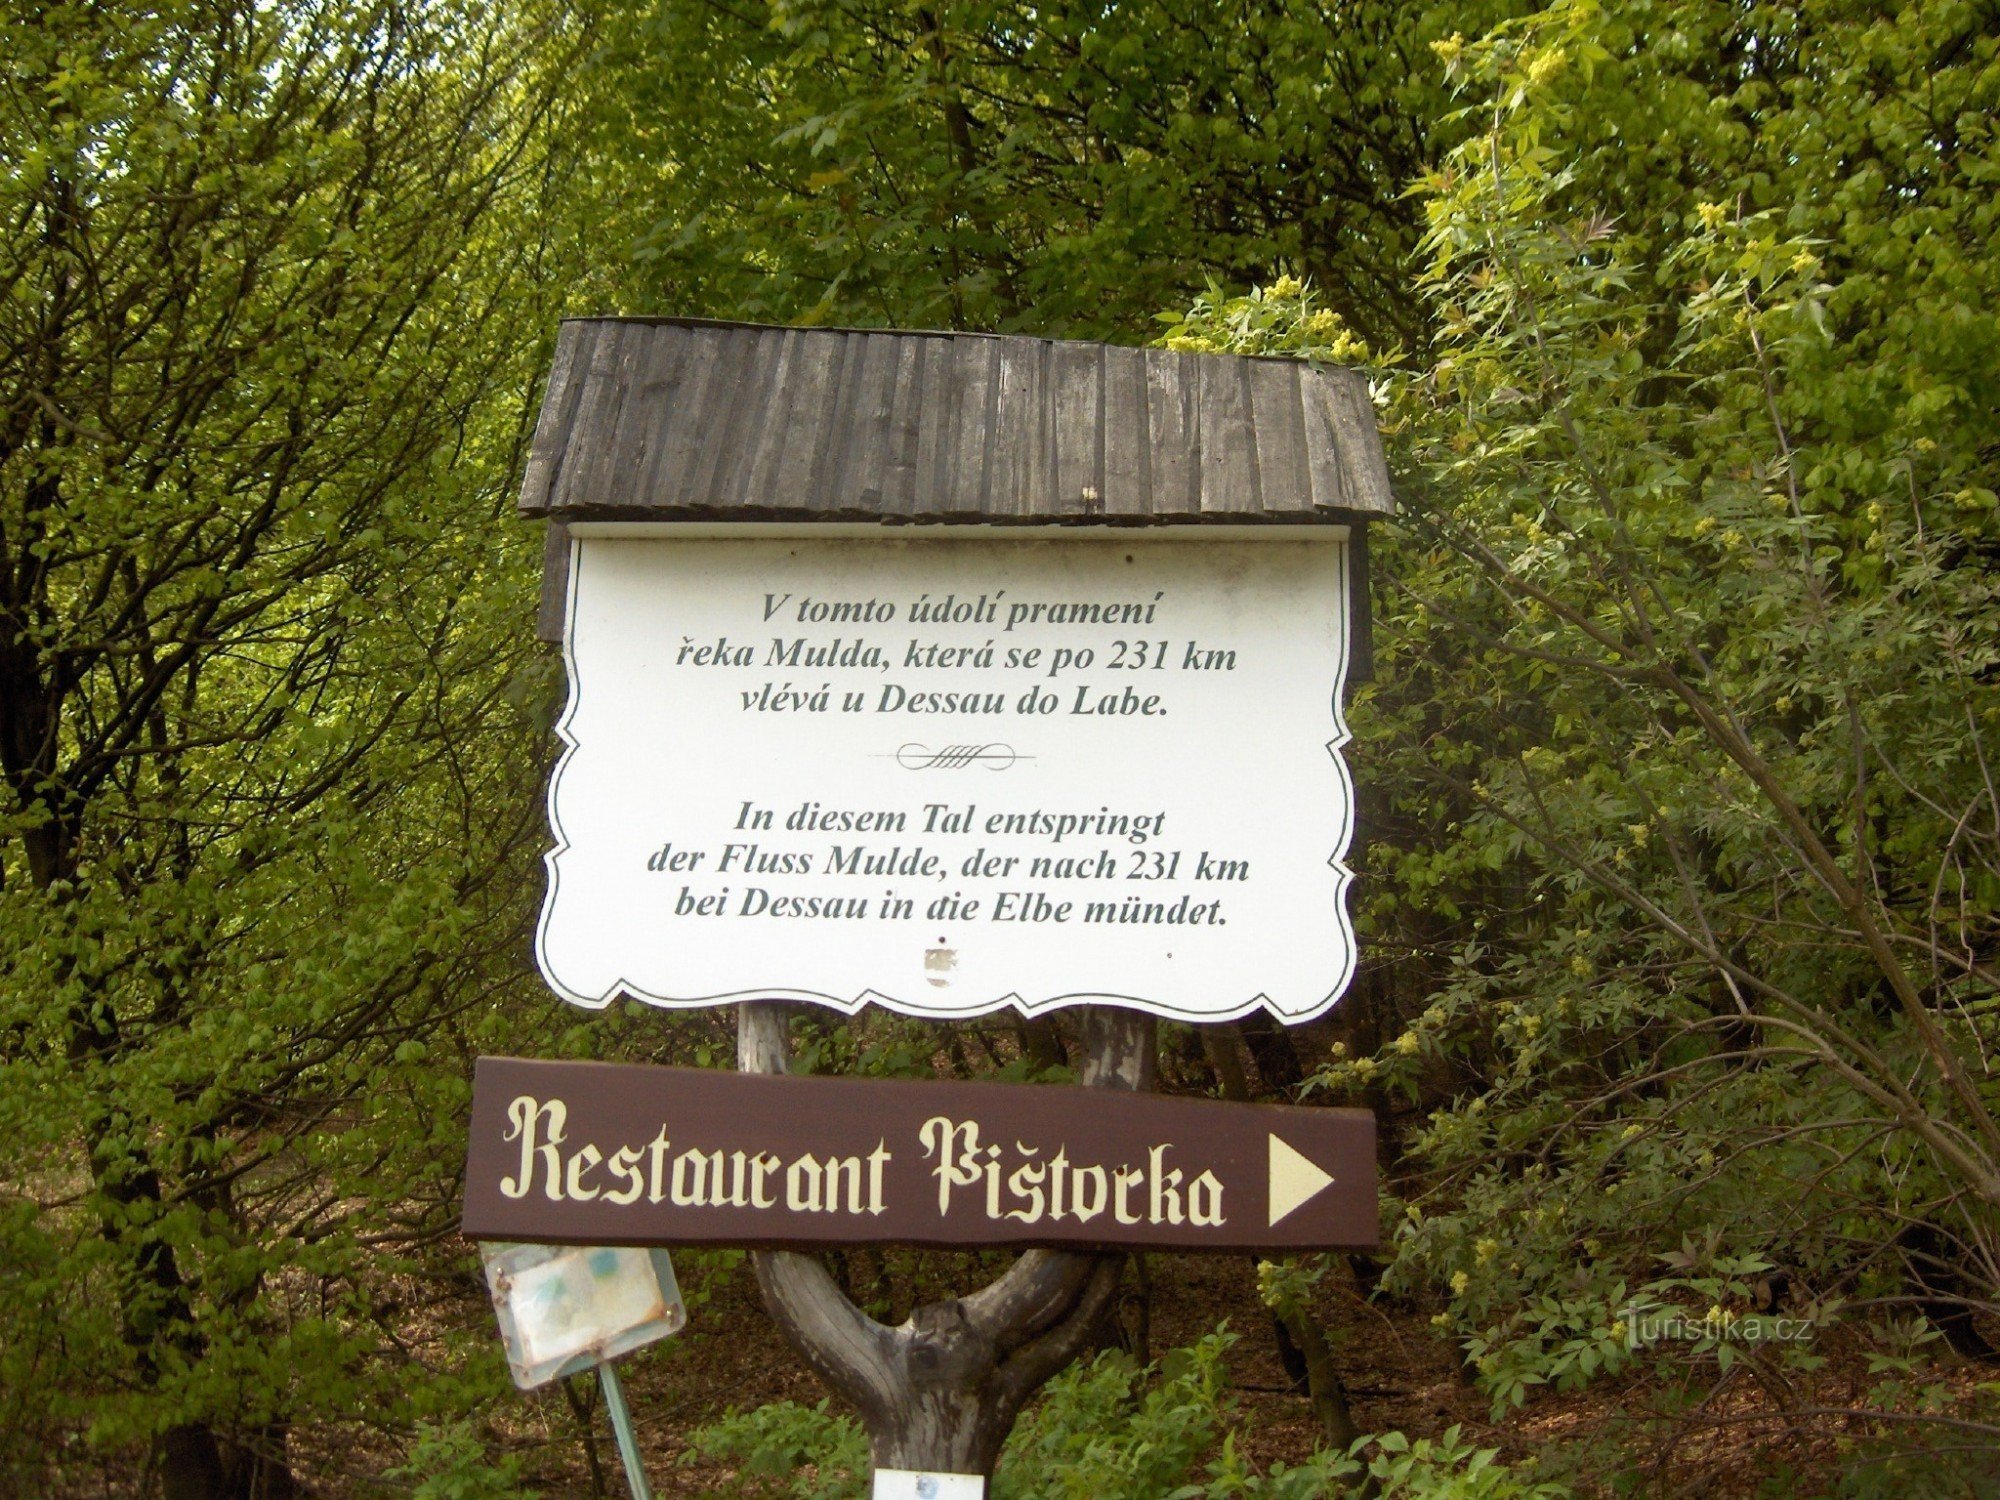 V tomto údolí pramení
řeka Mulda, která se po 231 km
vlévá u Dessau do Labe.
In diesem Tal entspringt
der Fluss Mulde, der nach 231 km
bei Dessau in die Elbe mündet.
Restaurant Pištorka
Turistika.cz